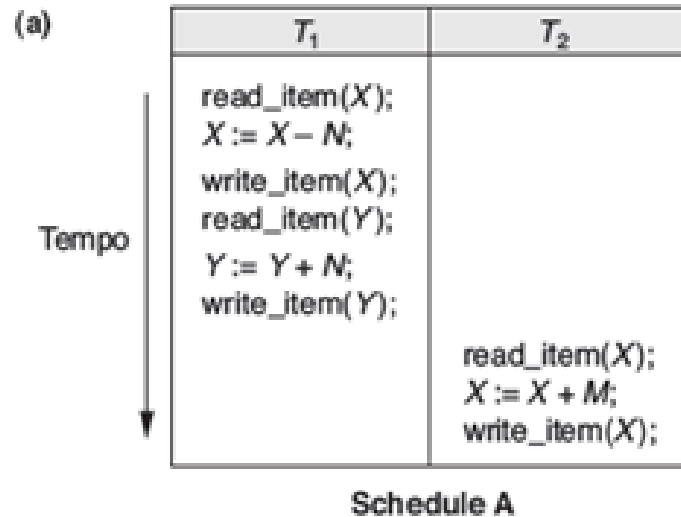 (a)
T₁ T₂
read_item(X);
X := X – N;
write_item(X);
read_item(Y);
Tempo
Y := Y + N;
write_item(Y);
read_item(X);
X := X + M;
write_item(X);
Schedule A